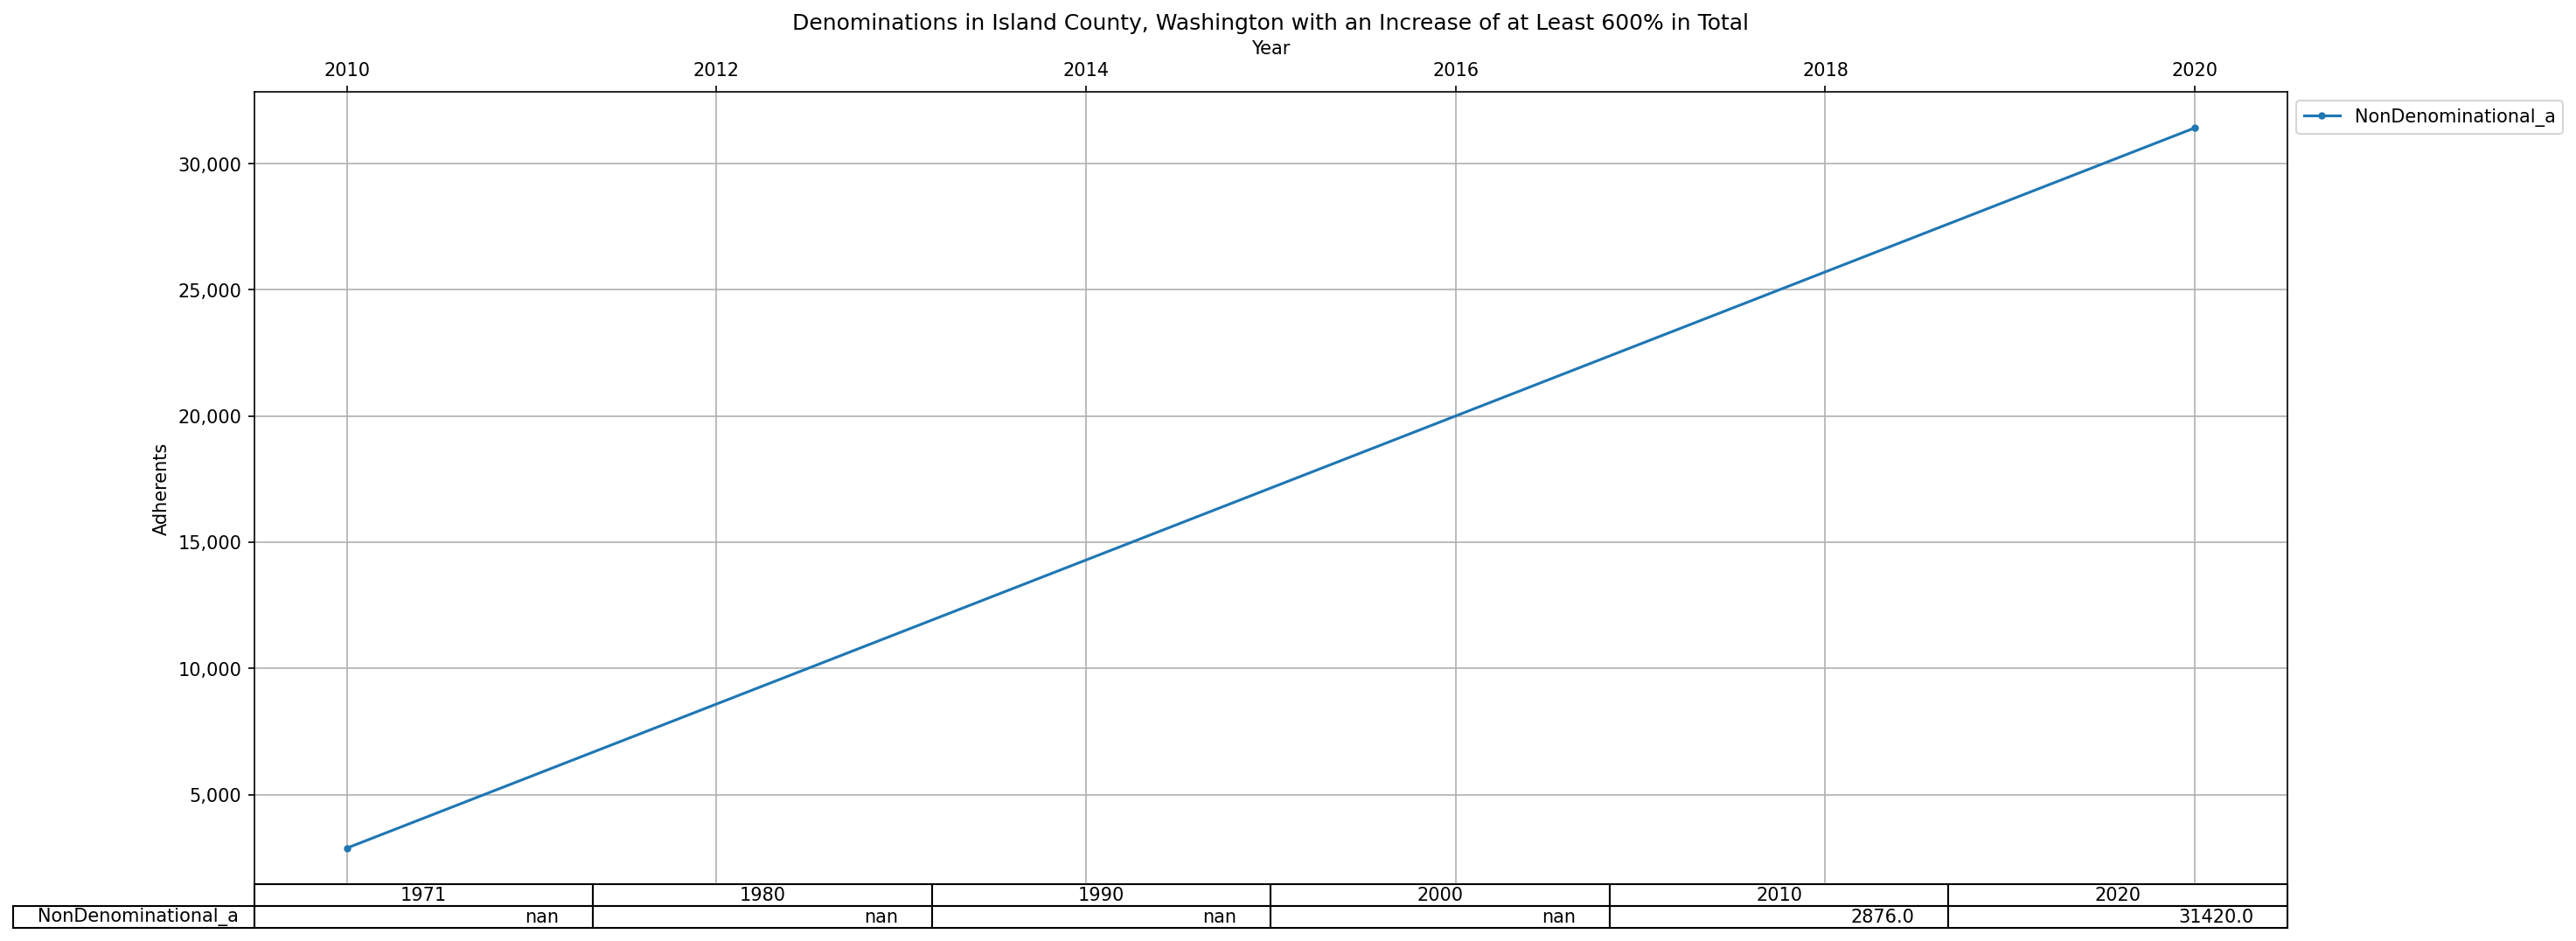 Denominations in Island County, Washington with an Increase of at Least 600% in Total
Year
2010 2012 2014 2016 2018 2020
NonDenominational_a
30,000
25,000
20,000
15,000
10,000
5,000
Adherents
1971 1980 1990 2000 2010 2020
NonDenominational_a nan nan nan nan 2876.0 31420.0